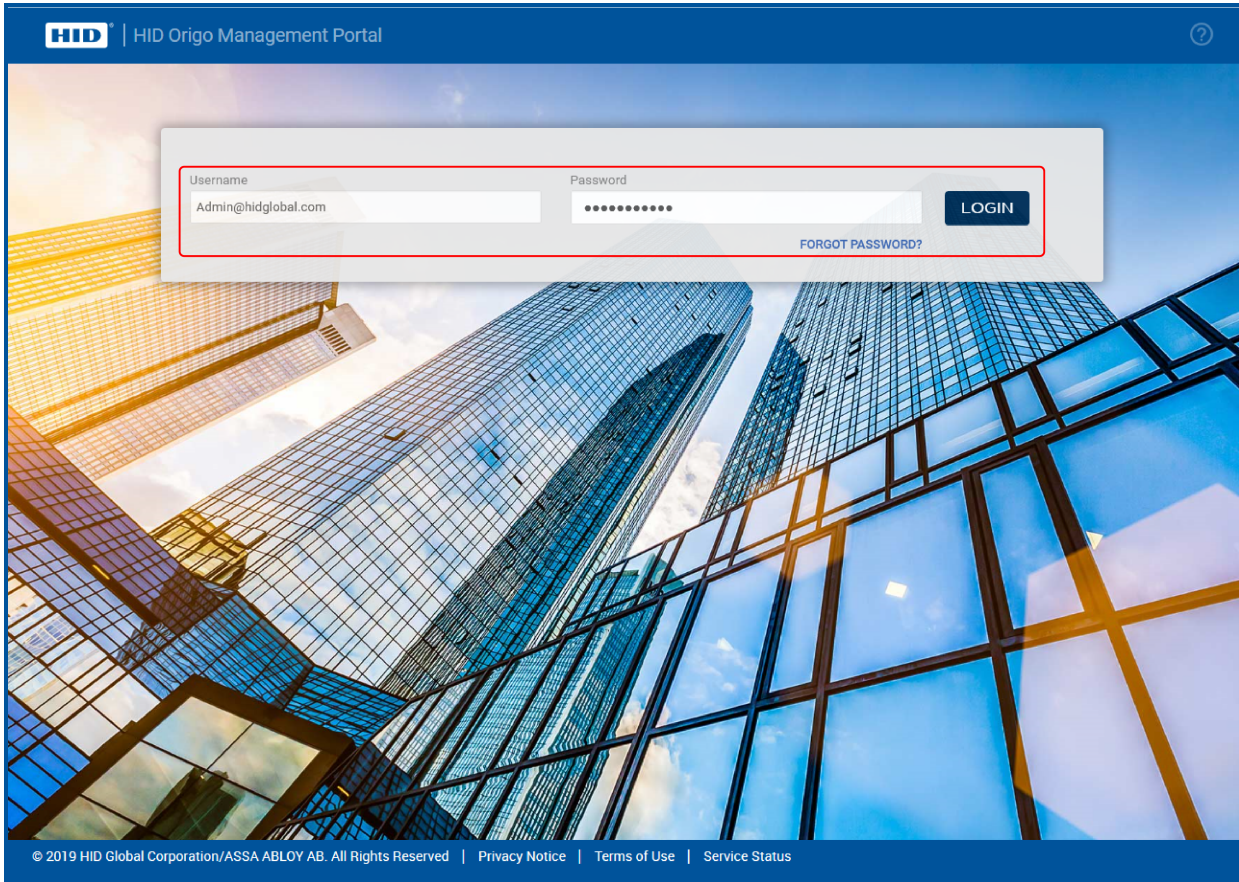 HID® | HID Origo Management Portal
Username
Password
Admin@hidglobal.com
LOGIN
FORGOT PASSWORD?
© 2019 HID Global Corporation/ASSA ABLOY AB. All Rights Reserved | Privacy Notice | Terms of Use | Service Status